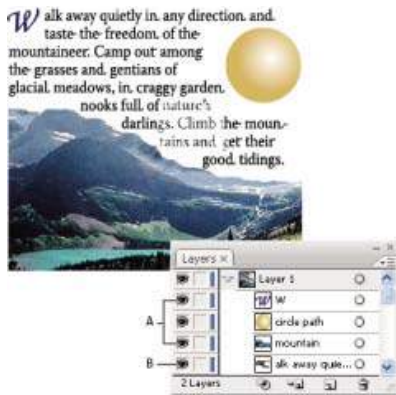 Walk away quietly in any direction and
taste the freedom of the
mountaineer. Camp out among
the grasses and gentians of
glacial meadows, in craggy garden
nooks full of nature's
darlings. Climb the moun-
tains and get their
good tidings.
Layers ×
Layer 5
W
circle path
mountain
alk away quie...
A
B
2 Layers